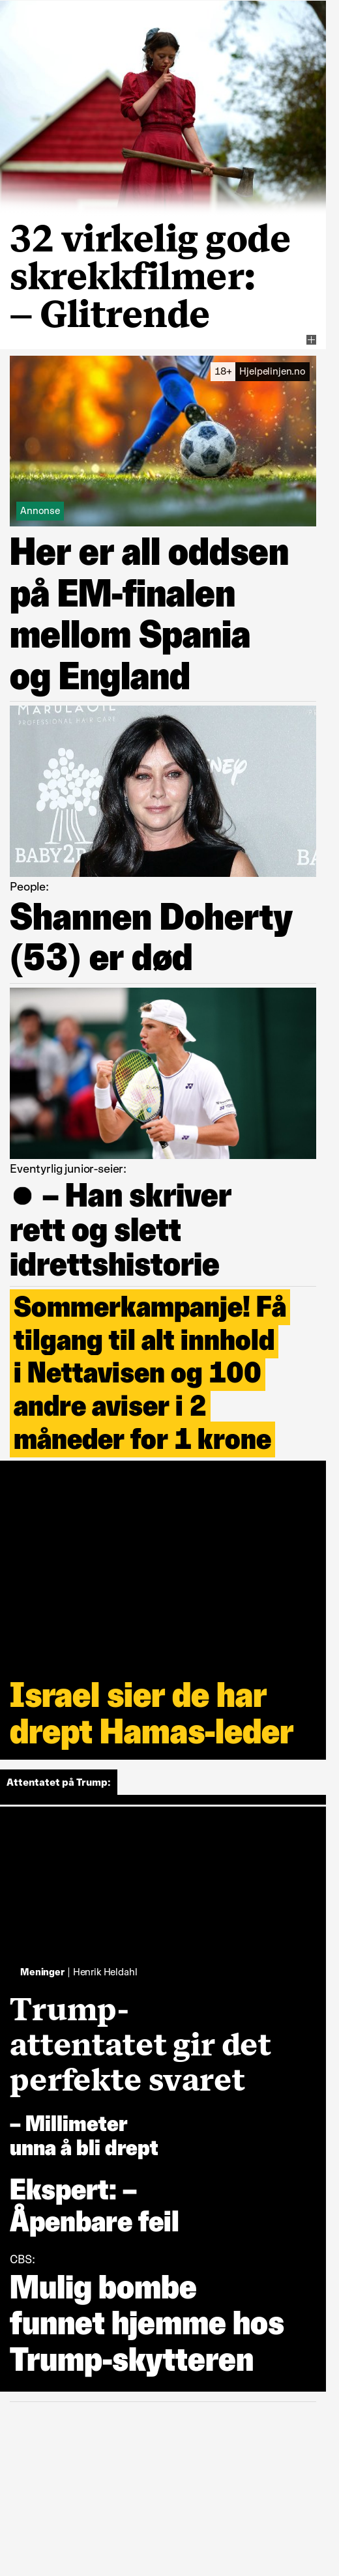 32 virkelig gode
skrekkfilmer:
– Glitrende
18+ Hjelpelinjen.no
Annonse
Her er all oddsen
på EM-finalen
mellom Spania
og England
MARULAOIL
PROFESSIONAL HAIR CARE
BABY2B
BA
People:
Shannen Doherty
(53) er død
Eventyrlig junior-seier:
● – Han skriver
rett og slett
idrettshistorie
Sommerkampanje! Få
tilgang til alt innhold
i Nettavisen og 100
andre aviser i 2
måneder for 1 krone
Israel sier de har
drept Hamas-leder
Attentatet på Trump:
Meninger | Henrik Heldahl
Trump-
attentatet gir det
perfekte svaret
– Millimeter
unna å bli drept
Ekspert: –
Åpenbare feil
CBS:
Mulig bombe
funnet hjemme hos
Trump-skytteren